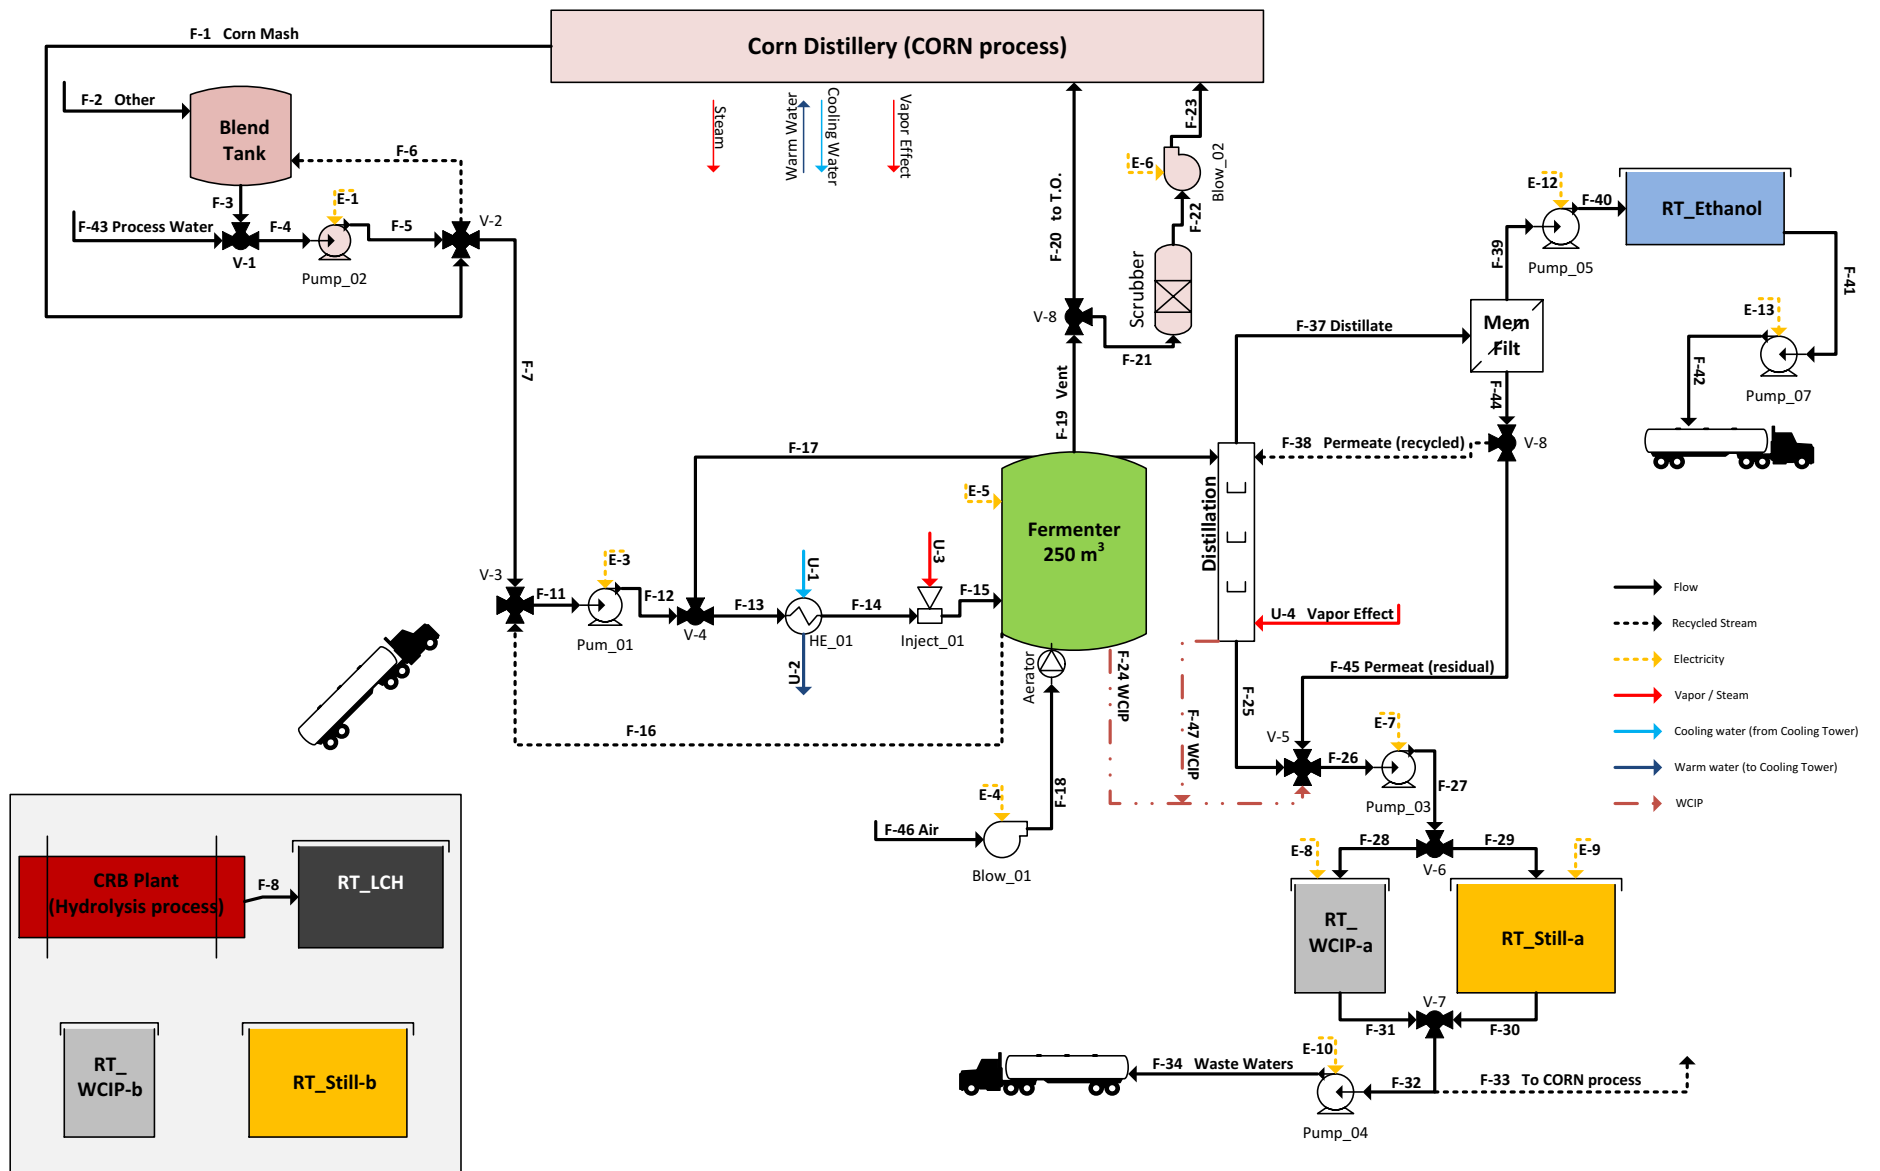 F-1 Corn Mash
Corn Distillery (CORN process)
F-2 Other
Blend
Tank
F-6
F-3
E-1
F-43 Process Water
F-4
F-5
V-2
V-1
Pump_02
Steam
Warm Water
Cooling Water
Vapor Effect
F-20 to T.O.
F-23
E-6
Blow_02
F-22
Scrubber
V-8
F-21
F-19 Vent
E-12
F-40
RT_Ethanol
F-39
Pump_05
F-41
F-37 Distillate
Mem
Filt
E-13
F-42
Pump_07
F-44
V-8
F-38 Permeate (recycled)
F-7
F-17
E-5
Fermenter
250 m³
Distillation
V-3
F-11
E-3
F-12
Pum_01
V-4
F-13
U-1
HE_01
U-2
F-14
U-3
Inject_01
F-15
U-4 Vapor Effect
F-45 Permeat (residual)
Aerator
F-24 WCIP
F-47 WCIP
F-25
F-16
F-18
E-4
F-46 Air
Blow_01
V-5
F-26
E-7
Pump_03
F-27
F-28
F-29
V-6
E-8
E-9
RT_
WCIP-a
RT_Still-a
V-7
F-31
F-30
E-10
F-34 Waste Waters
F-32
F-33 To CORN process
Pump_04
Flow
Recycled Stream
Electricity
Vapor / Steam
Cooling water (from Cooling Tower)
Warm water (to Cooling Tower)
WCIP
CRB Plant
(Hydrolysis process)
F-8
RT_LCH
RT_
WCIP-b
RT_Still-b